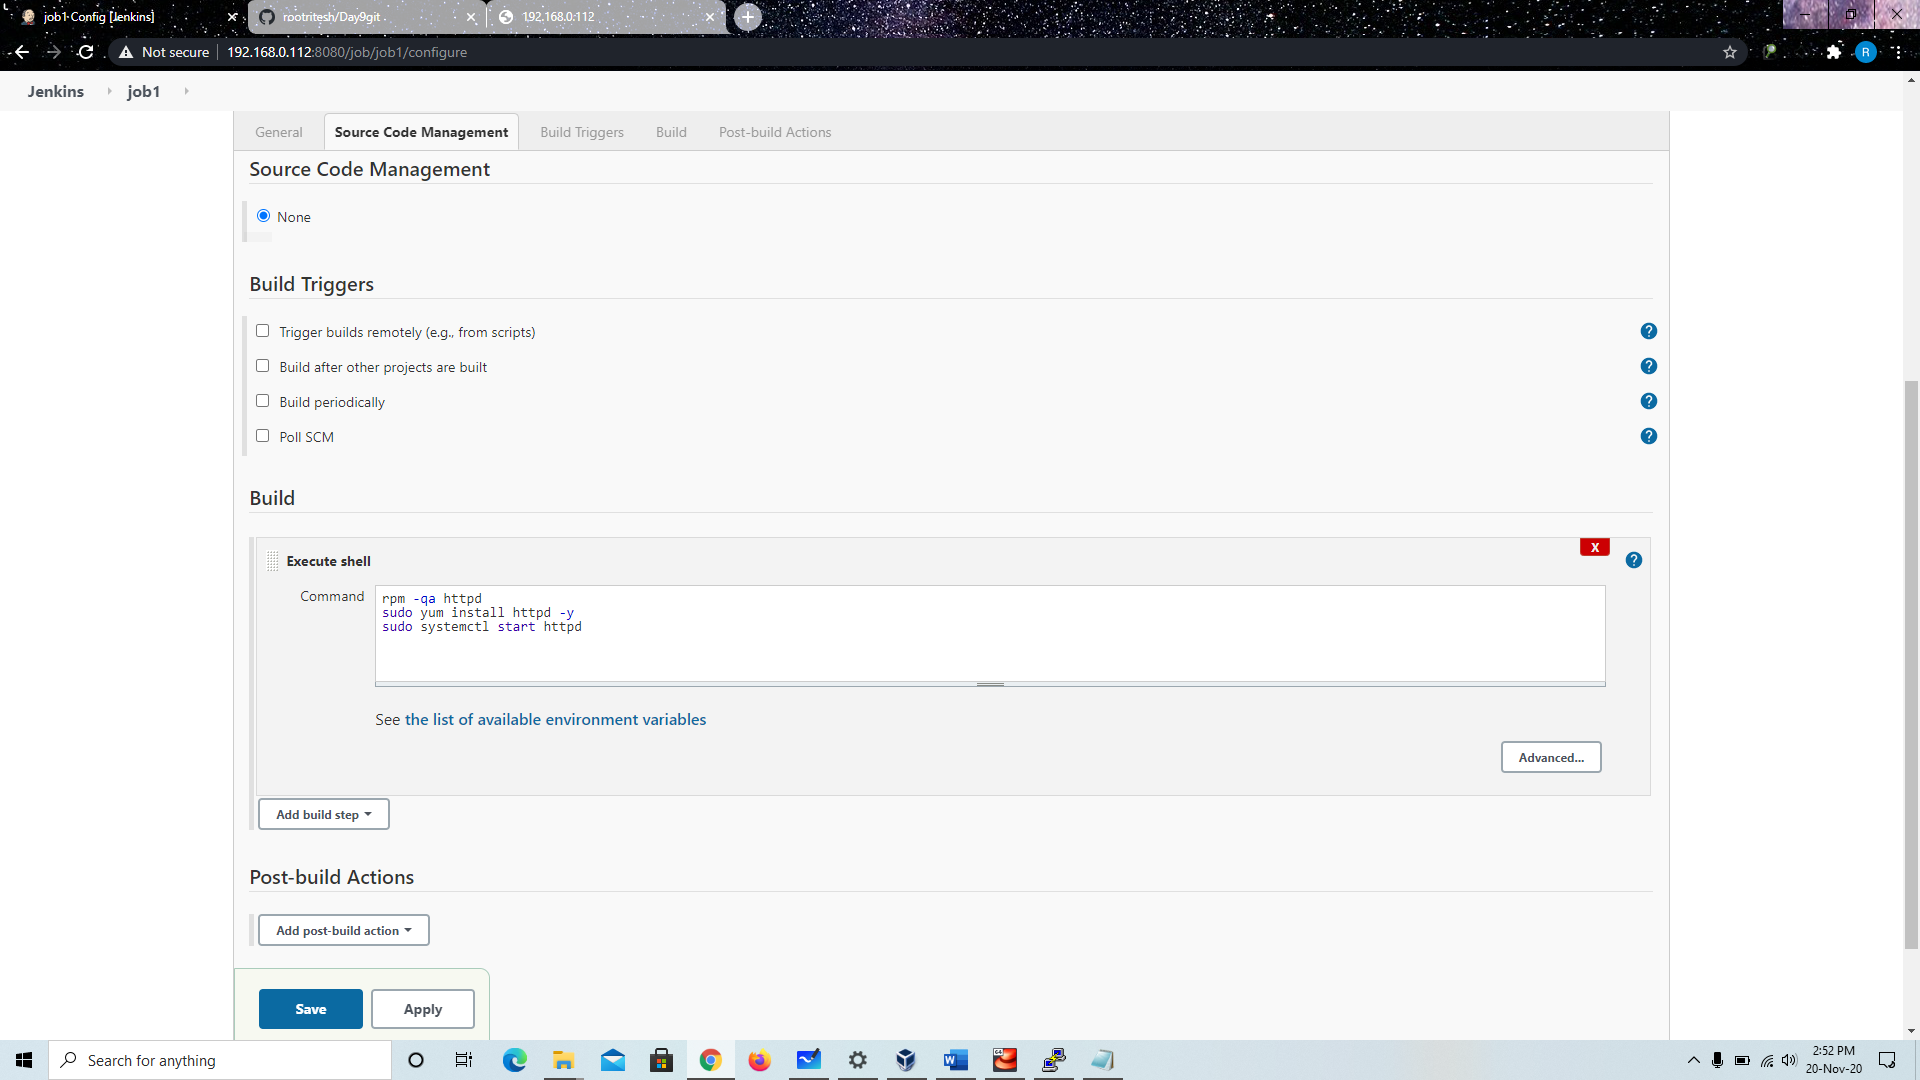 job1 Config [Jenkins]
rootritesh/Day9git
192.168.0.112
Not secure
192.168.0.112:8080/job/job1/configure
R
Jenkins
job1
General
Source Code Management
Build Triggers
Build
Post-build Actions
Source Code Management
None
Build Triggers
Trigger builds remotely (e.g., from scripts)
?
Build after other projects are built
?
Build periodically
?
Poll SCM
?
Build
X
Execute shell
?
Command
rpm -qa httpd
sudo yum install httpd -y
sudo systemctl start httpd
See the list of available environment variables
Advanced...
Add build step
Post-build Actions
Add post-build action
Save
Apply
Search for anything
2:52 PM
20-Nov-20